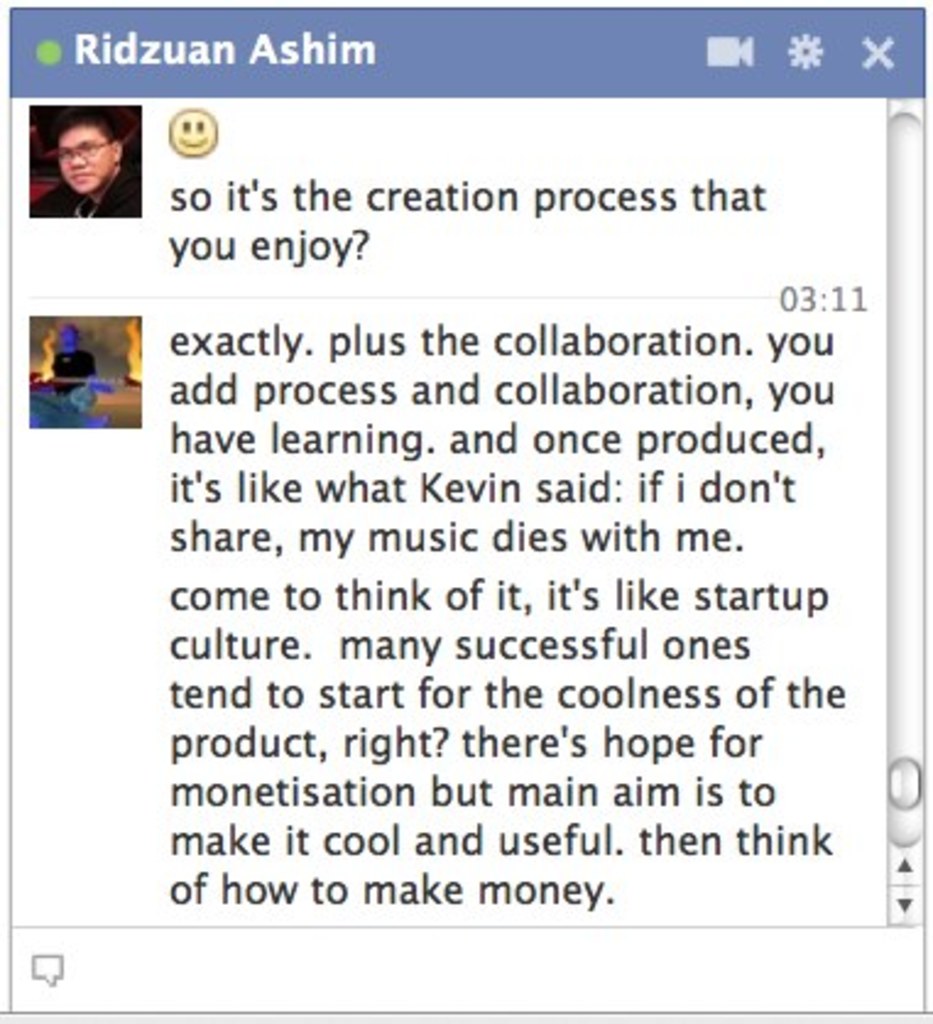 Ridzuan Ashim
so it's the creation process that
you enjoy?
03:11
exactly. plus the collaboration. you
add process and collaboration, you
have learning. and once produced,
it's like what Kevin said: if i don't
share, my music dies with me.
come to think of it, it's like startup
culture.  many successful ones
tend to start for the coolness of the
product, right? there's hope for
monetisation but main aim is to
make it cool and useful. then think
of how to make money.